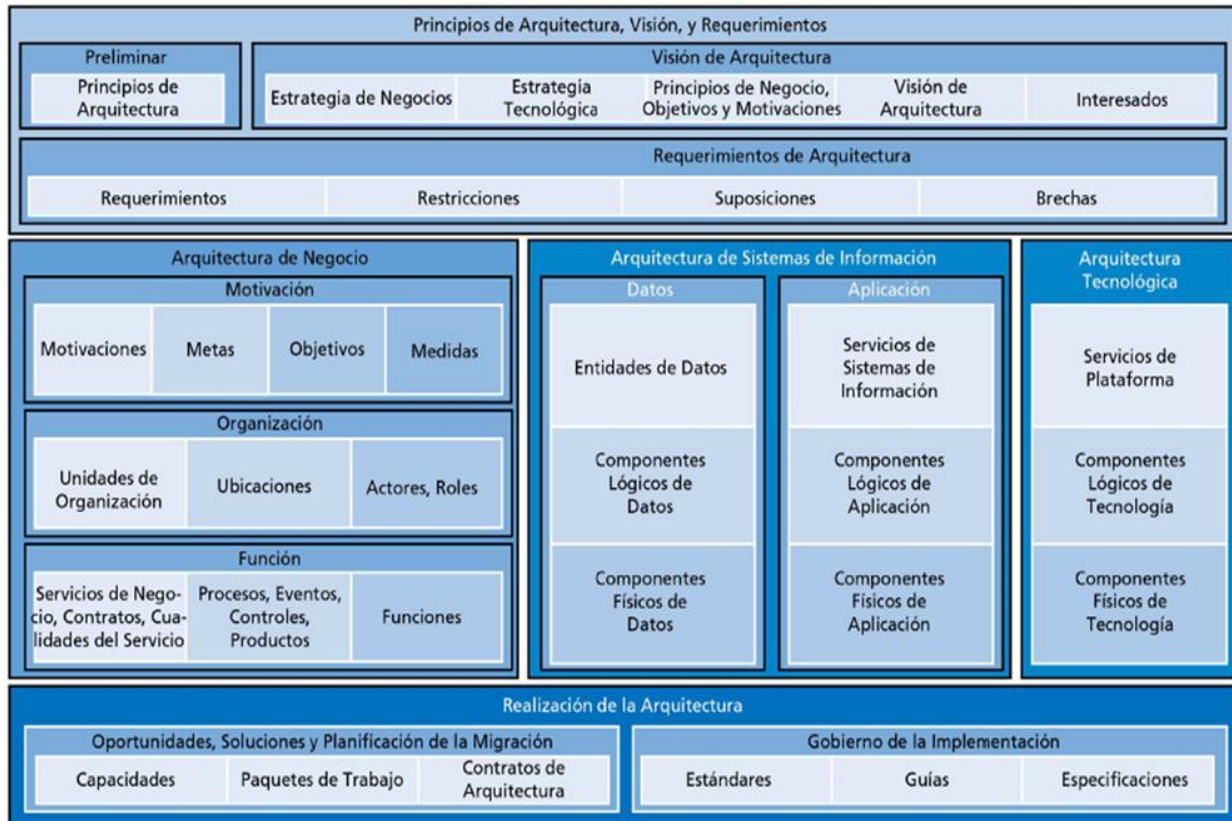 Principios de Arquitectura, Visión, y Requerimientos
Preliminar
Principios de
Arquitectura
Visión de Arquitectura
Estrategia de Negocios
Estrategia
Tecnológica
Principios de Negocio,
Objetivos y Motivaciones
Visión de
Arquitectura
Interesados
Requerimientos de Arquitectura
Requerimientos
Restricciones
Suposiciones
Brechas
Arquitectura de Negocio
Motivación
Motivaciones
Metas
Objetivos
Medidas
Organización
Unidades de
Organización
Ubicaciones
Actores, Roles
Función
Servicios de Nego-
cio, Contratos, Cua-
lidades del Servicio
Procesos, Eventos,
Controles,
Productos
Funciones
Arquitectura de Sistemas de Información
Datos
Entidades de Datos
Componentes
Lógicos de
Datos
Componentes
Físicos de
Datos
Aplicación
Servicios de
Sistemas de
Información
Componentes
Lógicos de
Aplicación
Componentes
Físicos de
Aplicación
Arquitectura
Tecnológica
Servicios de
Plataforma
Componentes
Lógicos de
Tecnología
Componentes
Físicos de
Tecnología
Realización de la Arquitectura
Oportunidades, Soluciones y Planificación de la Migración
Capacidades
Paquetes de Trabajo
Contratos de
Arquitectura
Gobierno de la Implementación
Estándares
Guías
Especificaciones